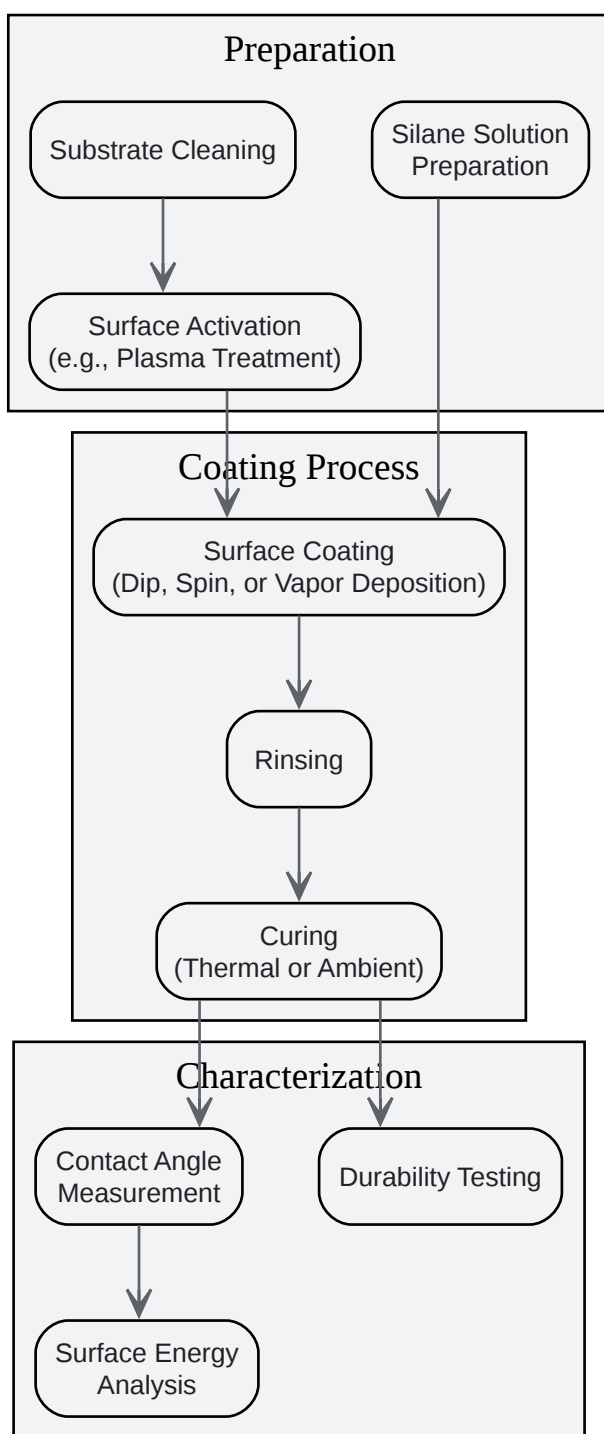 Preparation
Substrate Cleaning
Silane Solution
Preparation
Surface Activation
(e.g., Plasma Treatment)
Coating Process
Surface Coating
(Dip, Spin, or Vapor Deposition)
Rinsing
Curing
(Thermal or Ambient)
Characterization
Contact Angle
Measurement
Durability Testing
Surface Energy
Analysis